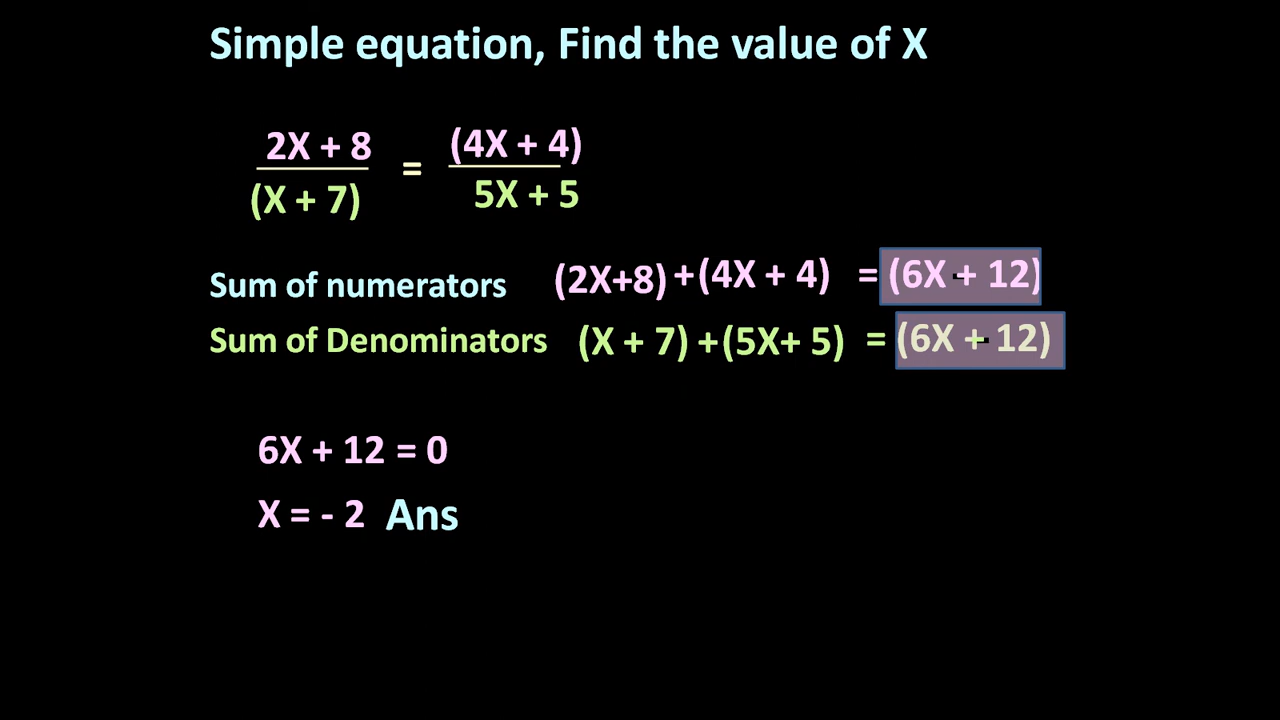 Simple equation, Find the value of X
2X + 8 = (4X + 4)
(X + 7) 5X + 5
Sum of numerators (2X+8) +(4X + 4) = (6X + 12)
Sum of Denominators (X + 7) +(5X+ 5) = (6X + 12)
6X + 12 = 0
X = - 2 Ans